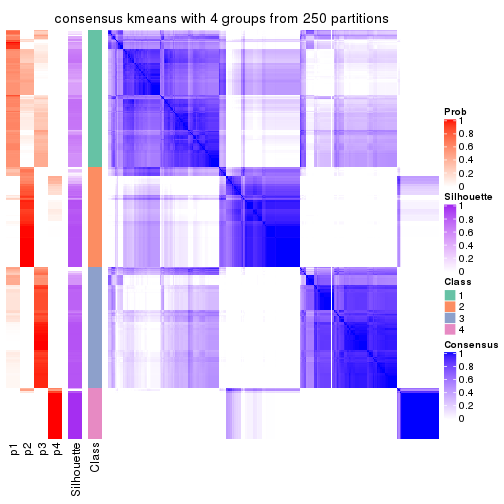 consensus kmeans with 4 groups from 250 partitions
Prob
1
0.8
0.6
0.4
0.2
0
Silhouette
1
0.8
0.6
0.4
0.2
0
Class
1
2
3
4
Consensus
1
0.8
0.6
0.4
0.2
0
p1
p2
p3
p4
Silhouette
Class